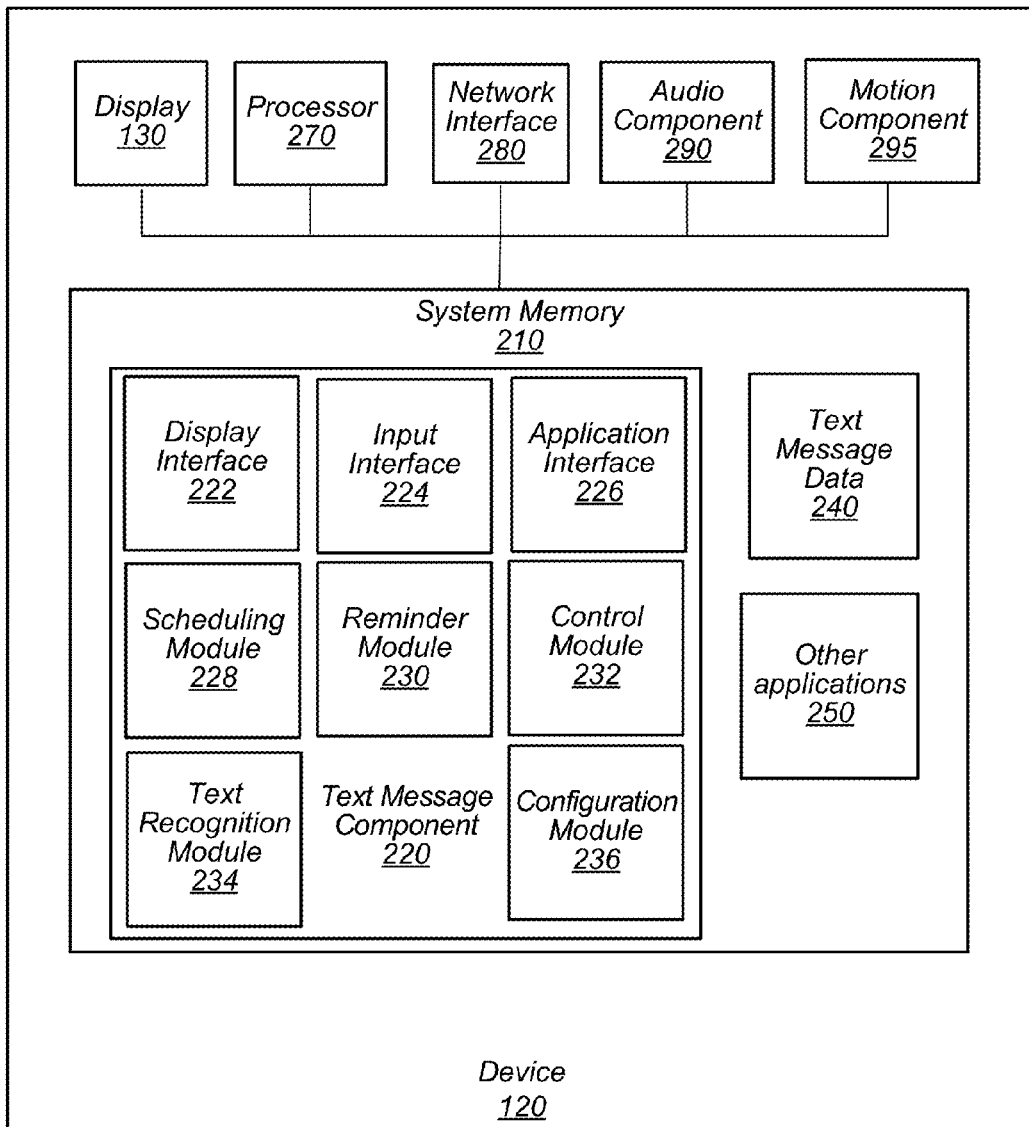 Display
130
Processor
270
Network
Interface
280
Audio
Component
290
Motion
Component
295
System Memory
210
Display
Interface
222
Input
Interface
224
Application
Interface
226
Text
Message
Data
240
Scheduling
Module
228
Reminder
Module
230
Control
Module
232
Other
applications
250
Text
Recognition
Module
234
Text Message
Component
220
Configuration
Module
236
Device
120